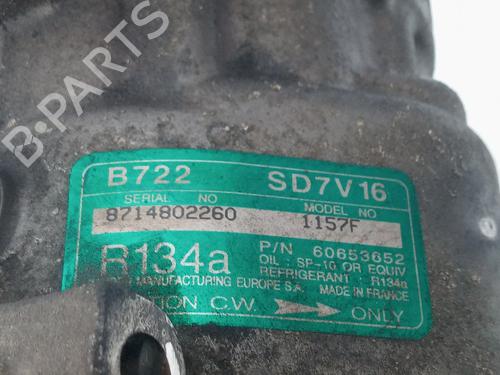 B-PARTS
B722 SD7V16
SERIAL NO MODEL NO
8714802260 1157F
R134a P/N 60653652
OIL : SP-10 OR EQUIV
REFRIGERANT : R134a
MANUFACTURING EUROPE S.A. MADE IN FRANCE
C.W. ONLY